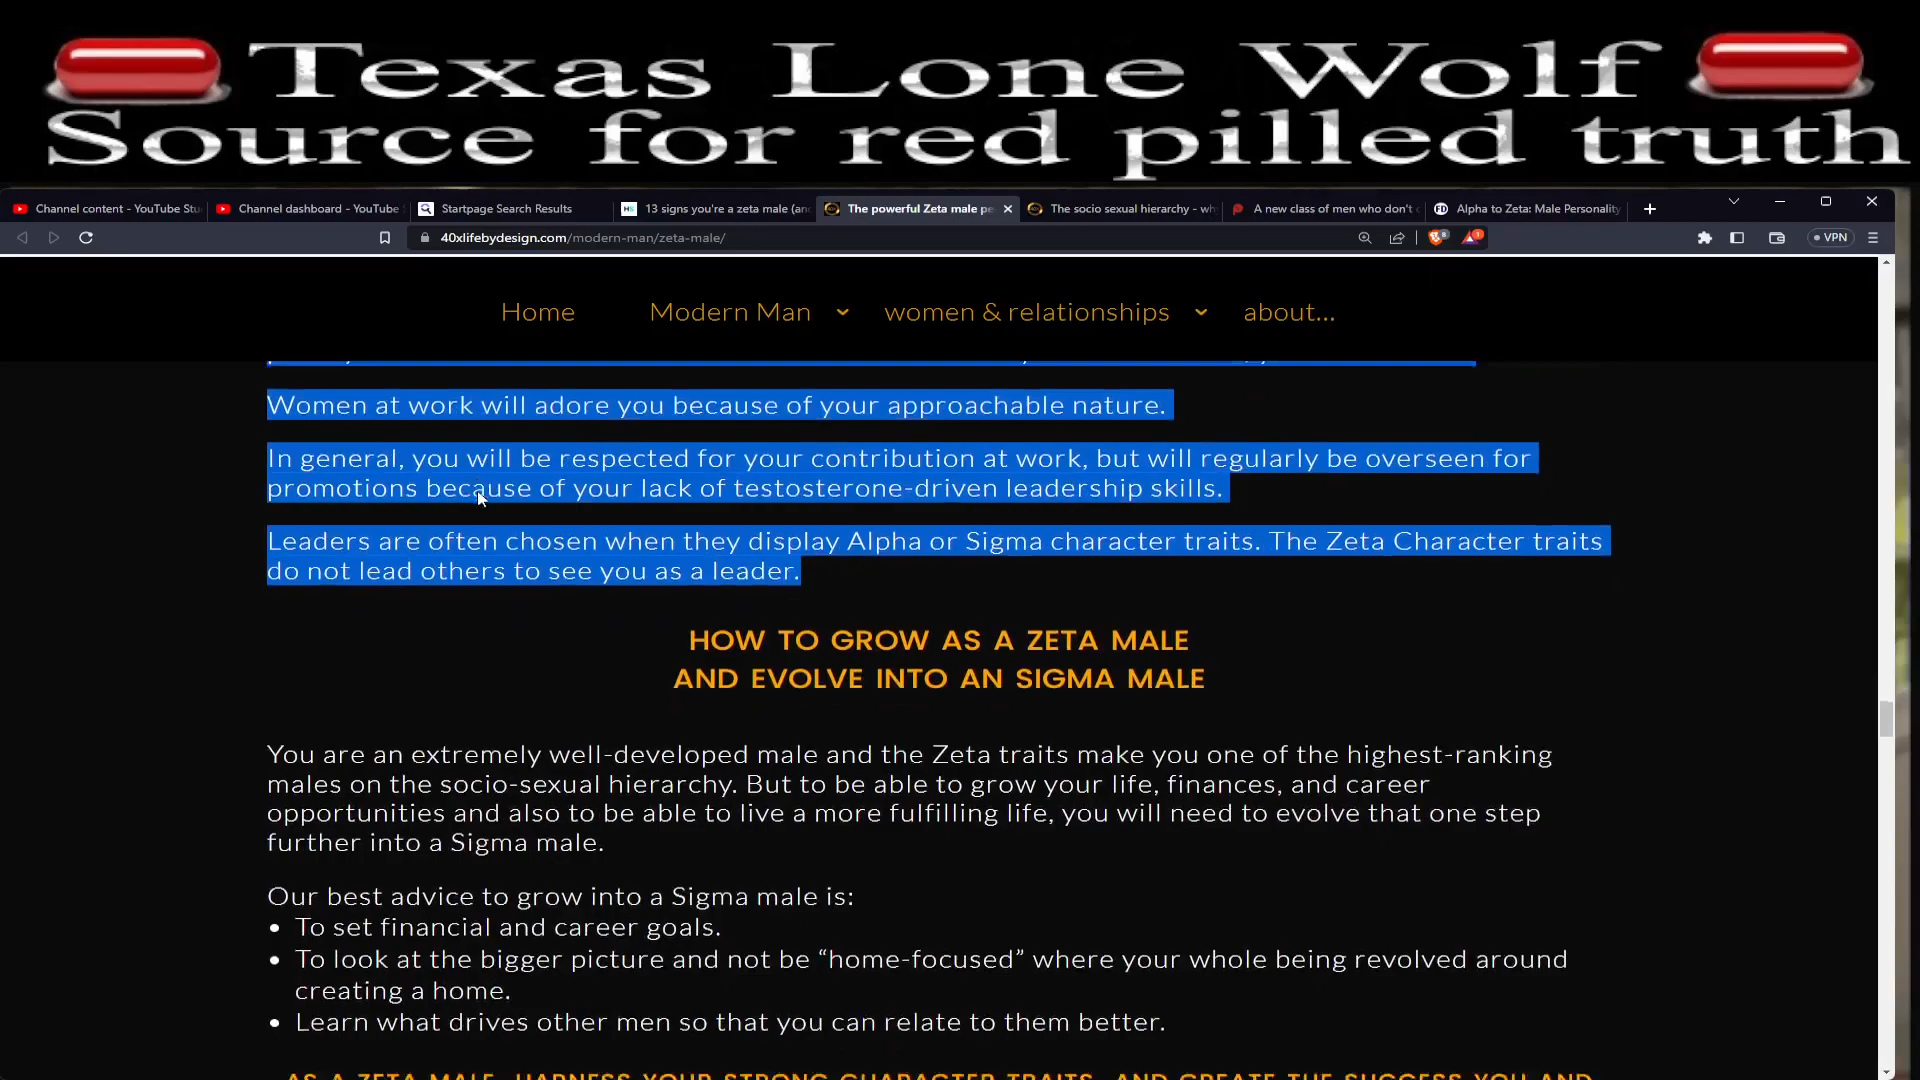 Texas Lone Wolf
Source for red pilled truth
Channel content - YouTube Stu
Channel dashboard - YouTube
Startpage Search Results
13 signs you're a zeta male (an
The powerful Zeta male pe
The socio sexual hierarchy - wh
A new class of men who don't c
Alpha to Zeta: Male Personality
40xlifebydesign.com/modern-man/zeta-male/
VPN
Home
Modern Man
women & relationships
about...
Women at work will adore you because of your approachable nature.
In general, you will be respected for your contribution at work, but will regularly be overseen for
promotions because of your lack of testosterone-driven leadership skills.
Leaders are often chosen when they display Alpha or Sigma character traits. The Zeta Character traits
do not lead others to see you as a leader.
HOW TO GROW AS A ZETA MALE
AND EVOLVE INTO AN SIGMA MALE
You are an extremely well-developed male and the Zeta traits make you one of the highest-ranking
males on the socio-sexual hierarchy. But to be able to grow your life, finances, and career
opportunities and also to be able to live a more fulfilling life, you will need to evolve that one step
further into a Sigma male.
Our best advice to grow into a Sigma male is:
• To set financial and career goals.
• To look at the bigger picture and not be “home-focused” where your whole being revolved around
creating a home.
• Learn what drives other men so that you can relate to them better.
AS A ZETA MALE, HARNESS YOUR STRONG CHARACTER TRAITS, AND CREATE THE SUCCESS YOU AND